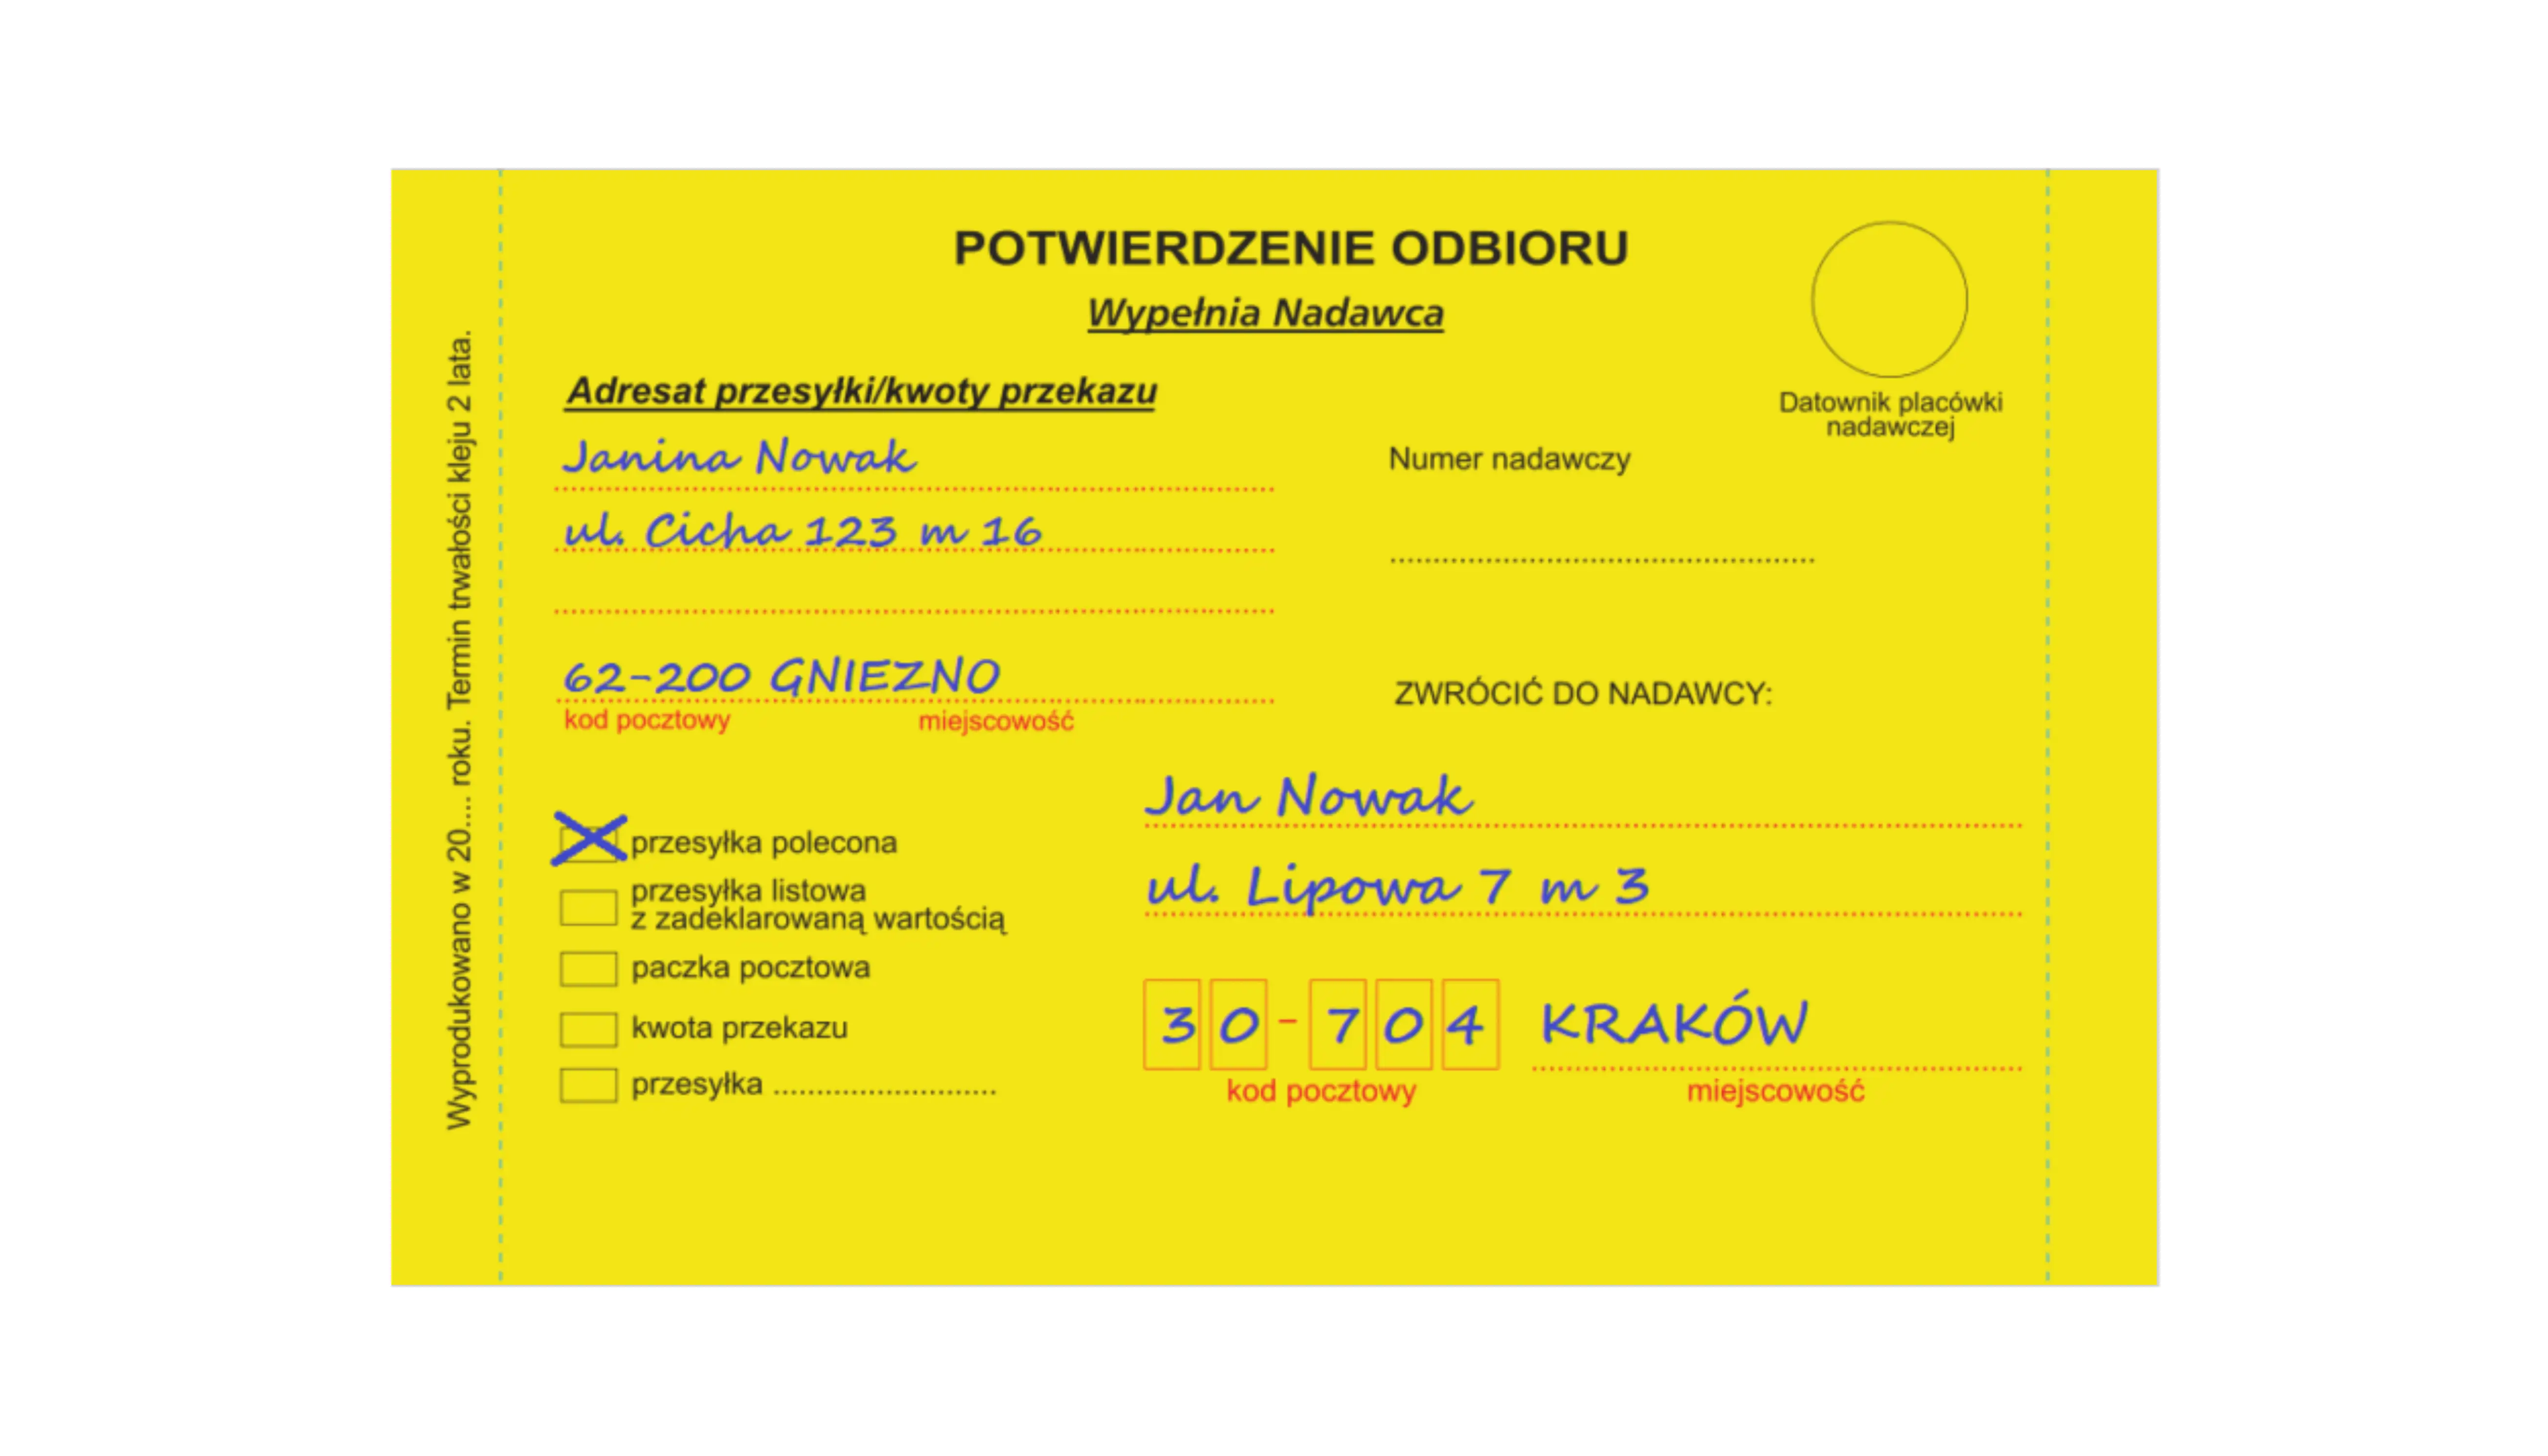 POTWIERDZENIE ODBIORU
Wypełnia Nadawca
Datownik placówki
nadawczej
Adresat przesyłki/kwoty przekazu
Janina Nowak
ul. Cicha 123 m 16
62-200 GNIEZNO
kod pocztowy miejscowość
Numer nadawczy
ZWRÓCIĆ DO NADAWCY:
Jan Nowak
ul. Lipowa 7 m 3
30-704 KRAKÓW
kod pocztowy miejscowość
przesyłka polecona
przesyłka listowa
z zadeklarowaną wartością
paczka pocztowa
kwota przekazu
przesyłka ..........................
Wyprodukowano w 20.... roku. Termin trwałości kleju 2 lata.